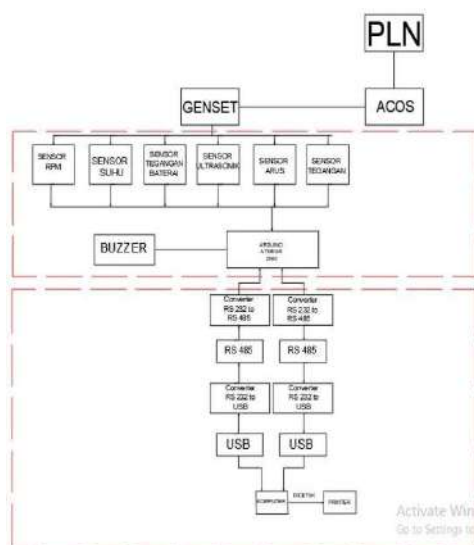 PLN
GENSET
ACOS
SENSOR
RPM
SENSOR
SUHU
SENSOR
TEGANGAN
BATERAI
SENSOR
ULTRASONIK
SENSOR
ARUS
SENSOR
TEGANGAN
BUZZER
ARDUINO
Converter
RS 232 to
RS 485
Converter
RS 232 to
RS 485
RS 485
RS 485
Converter
RS 232 to
USB
Converter
RS 232 to
USB
USB
USB
KOMPUTER
PRINTER
Activate Win
Go to Settings to